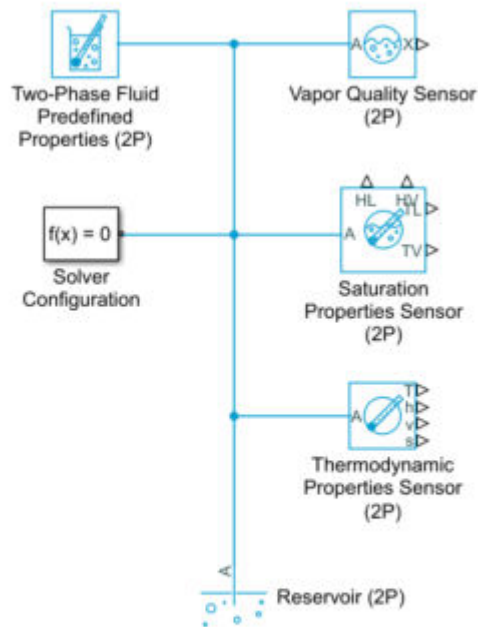 A
X
Two-Phase Fluid
Predefined
Properties (2P)
Vapor Quality Sensor
(2P)
HL
HV
TL
A
TV
f(x) = 0
Solver
Configuration
Saturation
Properties Sensor
(2P)
T
h
A
v
s
Thermodynamic
Properties Sensor
(2P)
A
Reservoir (2P)